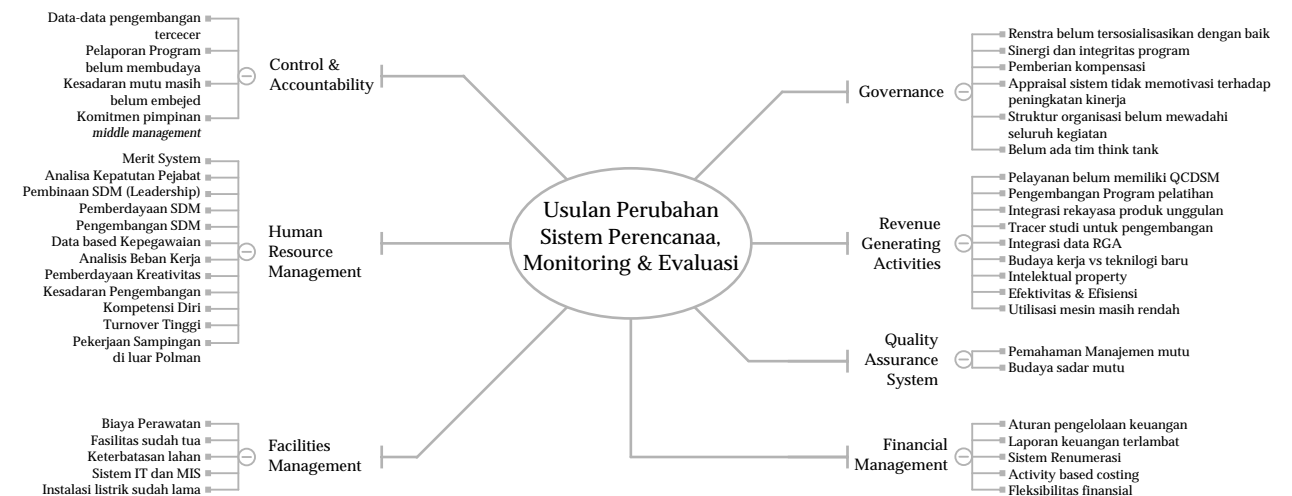 Data-data pengembangan
tercecer
Pelaporan Program
belum membudaya
Kesadaran mutu masih
belum embejed
Komitmen pimpinan
middle management
Control &
Accountability
Merit System
Analisa Kepatutan Pejabat
Pembinaan SDM (Leadership)
Pemberdayaan SDM
Pengembangan SDM
Data based Kepegawaian
Analisis Beban Kerja
Pemberdayaan Kreativitas
Kesadaran Pengembangan
Kompetensi Diri
Turnover Tinggi
Pekerjaan Sampingan
di luar Polman
Human
Resource
Management
Biaya Perawatan
Fasilitas sudah tua
Keterbatasan lahan
Sistem IT dan MIS
Instalasi listrik sudah lama
Facilities
Management
Usulan Perubahan
Sistem Perencanaa,
Monitoring & Evaluasi
Governance
Renstra belum tersosialisasikan dengan baik
Sinergi dan integritas program
Pemberian kompensasi
Appraisal sistem tidak memotivasi terhadap
peningkatan kinerja
Struktur organisasi belum mewadahi
seluruh kegiatan
Belum ada tim think tank
Revenue
Generating
Activities
Pelayanan belum memiliki QCDSM
Pengembangan Program pelatihan
Integrasi rekayasa produk unggulan
Tracer studi untuk pengembangan
Integrasi data RGA
Budaya kerja vs teknilogi baru
Intelektual property
Efektivitas & Efisiensi
Utilisasi mesin masih rendah
Quality
Assurance
System
Pemahaman Manajemen mutu
Budaya sadar mutu
Financial
Management
Aturan pengelolaan keuangan
Laporan keuangan terlambat
Sistem Renumerasi
Activity based costing
Fleksibilitas finansial